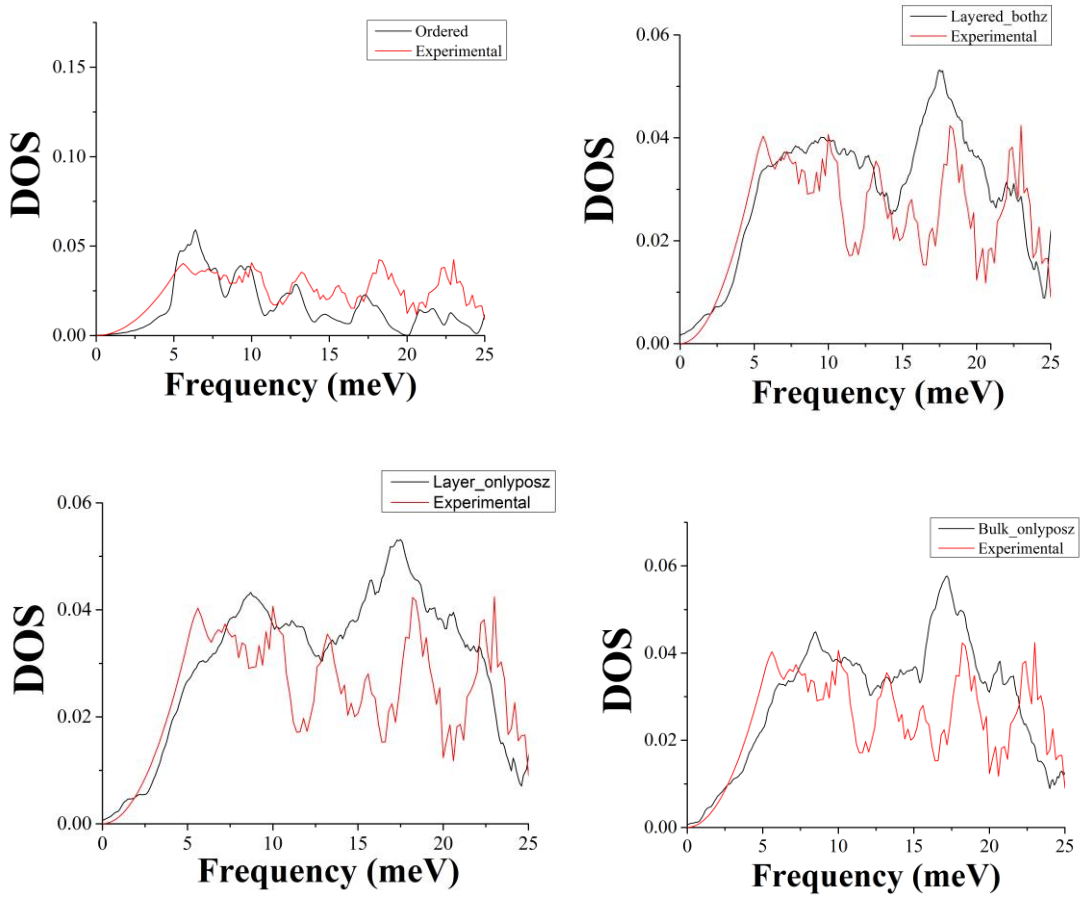 Ordered
Experimental
0.15
0.10
0.05
0.00
DOS
0 5 10 15 20 25
Frequency (meV)
Layered_bothz
Experimental
0.06
0.04
0.02
0.00
DOS
0 5 10 15 20 25
Frequency (meV)
Layer_onlyposz
Experimental
0.06
0.04
0.02
0.00
DOS
0 5 10 15 20 25
Frequency (meV)
Bulk_onlyposz
Experimental
0.06
0.04
0.02
0.00
DOS
0 5 10 15 20 25
Frequency (meV)